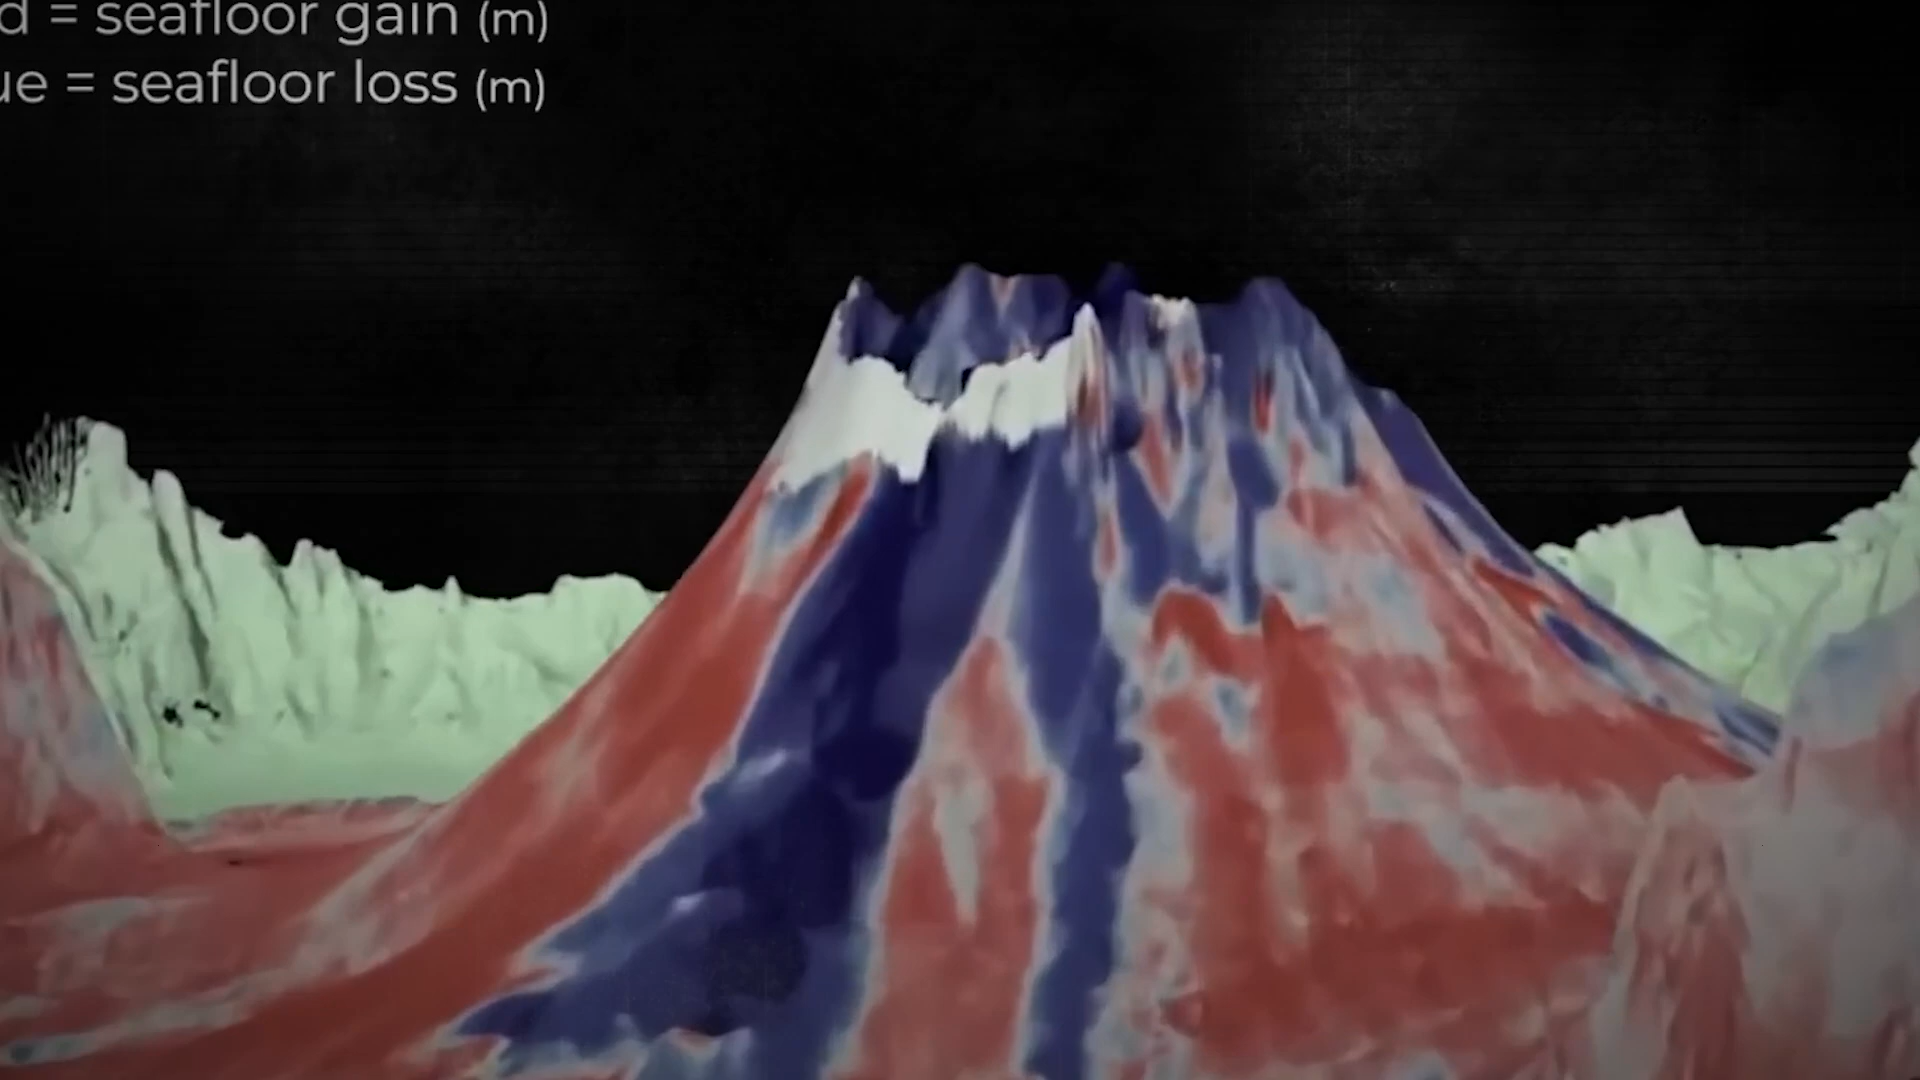 d = seafloor gain (m)
ue = seafloor loss (m)